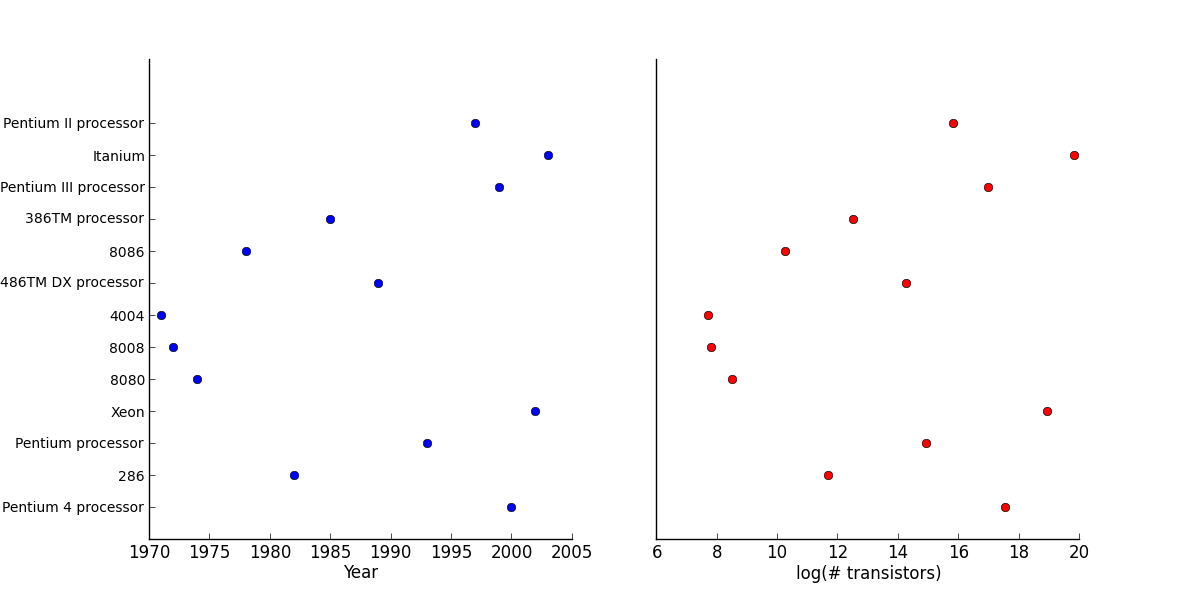 Pentium II processor
Itanium
Pentium III processor
386TM processor
8086
486TM DX processor
4004
8008
8080
Xeon
Pentium processor
286
Pentium 4 processor
1970 1975 1980 1985 1990 1995 2000 2005
Year
6 8 10 12 14 16 18 20
log(# transistors)